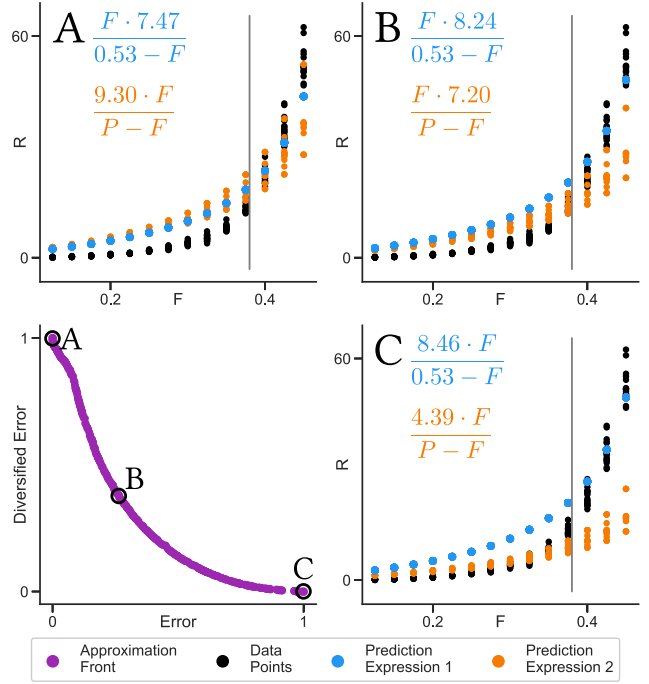 A
F · 7.47
0.53 − F
9.30 · F
P − F
60
0
R
0.2
F
0.4
B
F · 8.24
0.53 − F
F · 7.20
P − F
60
0
R
0.2
F
0.4
1
0
Diversified Error
A
B
C
0
Error
1
C
8.46 · F
0.53 − F
4.39 · F
P − F
60
0
R
0.2
F
0.4
Approximation
Front
Data
Points
Prediction
Expression 1
Prediction
Expression 2